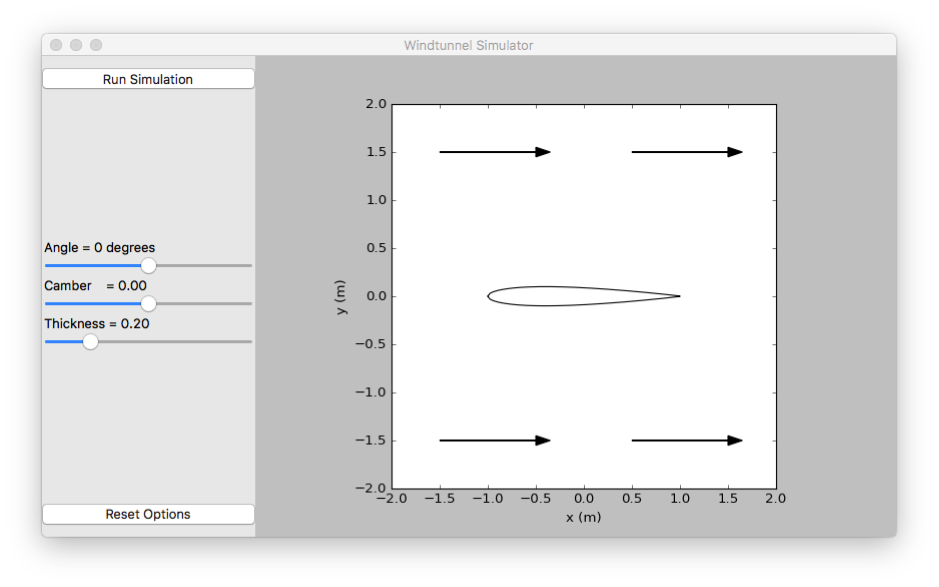 Windtunnel Simulator
Run Simulation
Angle = 0 degrees
Camber = 0.00
Thickness = 0.20
Reset Options
2.0
1.5
1.0
0.5
0.0
−0.5
−1.0
−1.5
−2.0
y (m)
−2.0 −1.5 −1.0 −0.5 0.0 0.5 1.0 1.5 2.0
x (m)